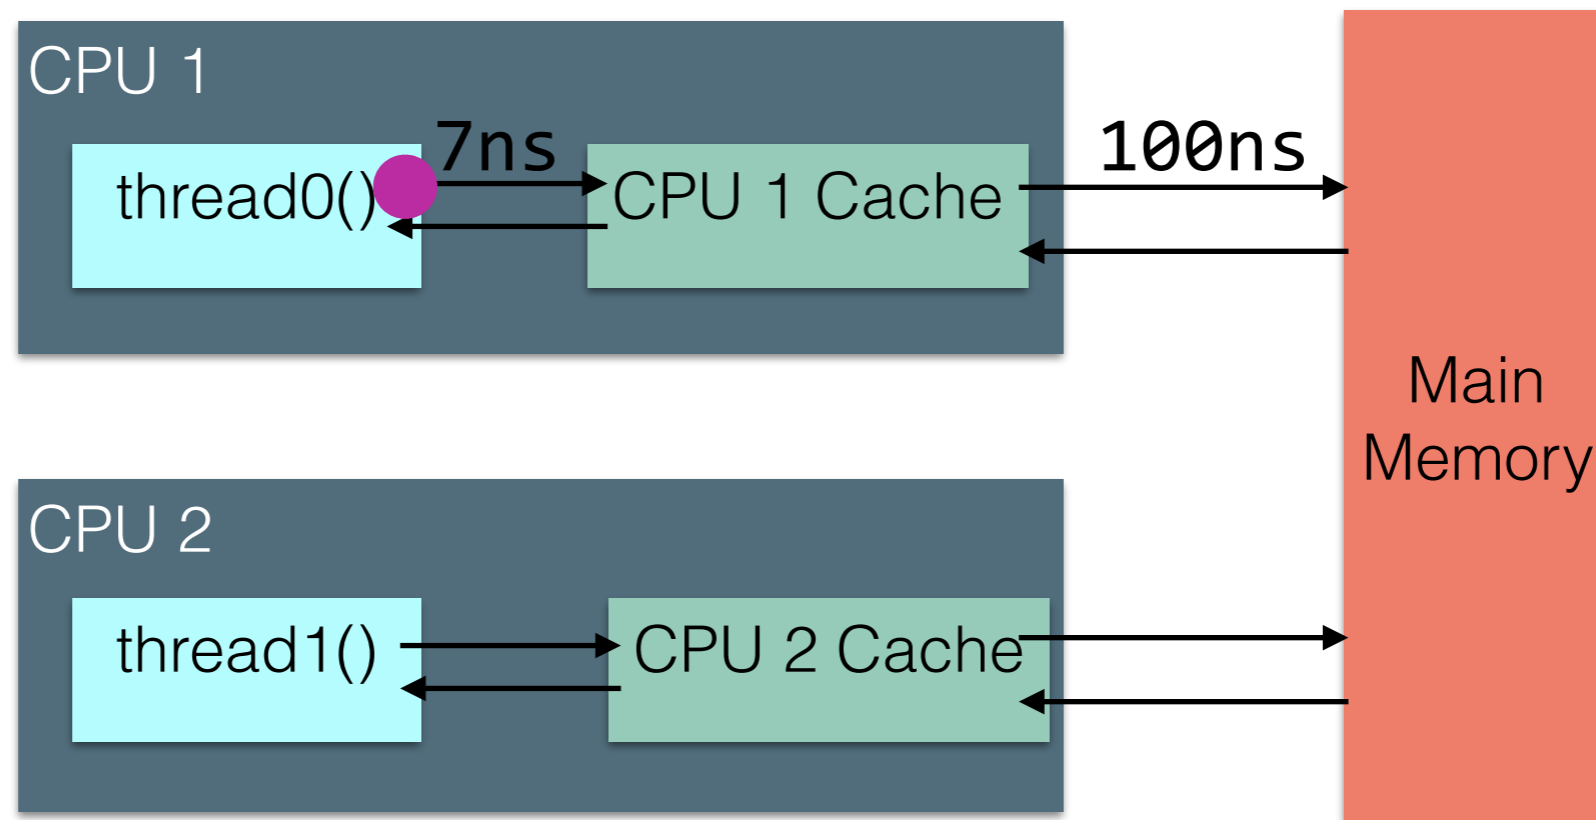 CPU 1
7ns
100ns
thread0()
CPU 1 Cache
Main
Memory
CPU 2
thread1()
CPU 2 Cache